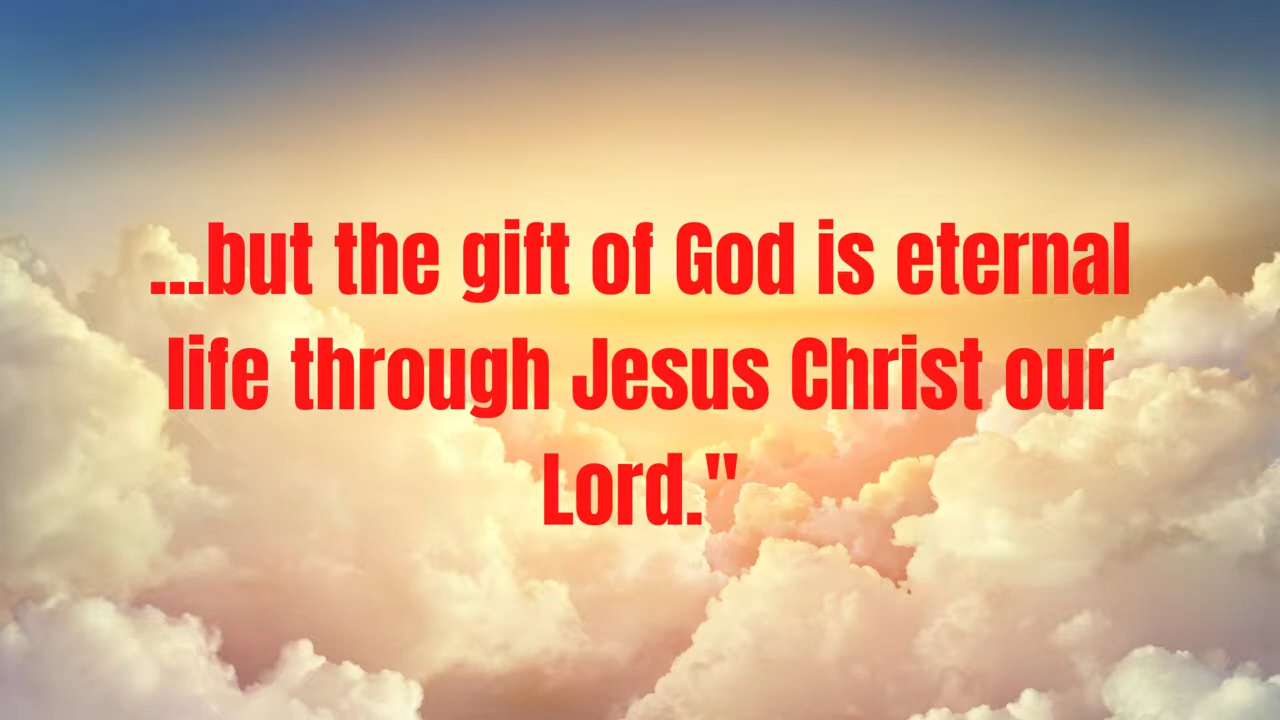 ...but the gift of God is eternal
life through Jesus Christ our
Lord."